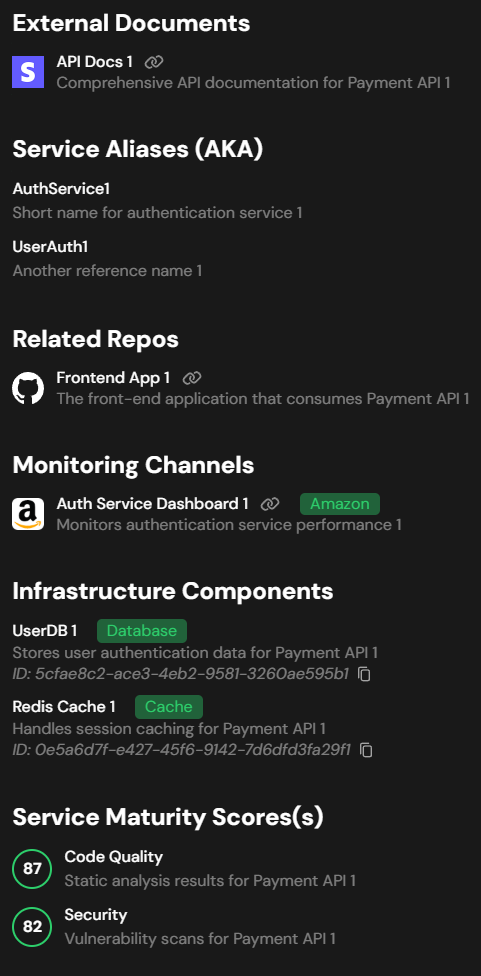 External Documents
S
API Docs 1
Comprehensive API documentation for Payment API 1
Service Aliases (AKA)
AuthService1
Short name for authentication service 1
UserAuth1
Another reference name 1
Related Repos
Frontend App 1
The front-end application that consumes Payment API 1
Monitoring Channels
a
Auth Service Dashboard 1 Amazon
Monitors authentication service performance 1
Infrastructure Components
UserDB 1 Database
Stores user authentication data for Payment API 1
ID: 5cfae8c2-ace3-4eb2-9581-3260ae595b1
Redis Cache 1 Cache
Handles session caching for Payment API 1
ID: 0e5a6d7f-e427-45f6-9142-7d6dfd3fa29f1
Service Maturity Scores(s)
87 Code Quality
Static analysis results for Payment API 1
82 Security
Vulnerability scans for Payment API 1